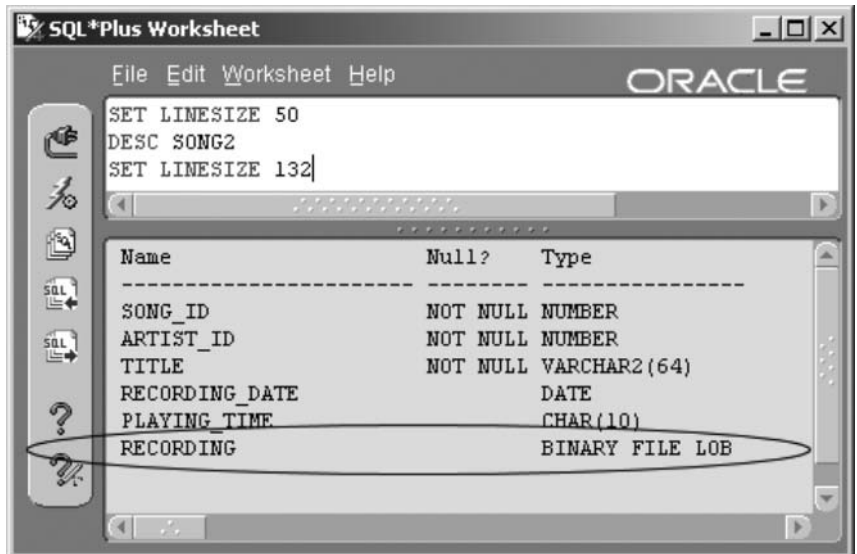 SQL*Plus Worksheet
File Edit Worksheet Help
ORACLE
SET LINESIZE 50
DESC SONG2
SET LINESIZE 132
Name Null? Type
----------------------- -------- ----------------
SONG_ID NOT NULL NUMBER
ARTIST_ID NOT NULL NUMBER
TITLE NOT NULL VARCHAR2(64)
RECORDING_DATE DATE
PLAYING_TIME CHAR(10)
RECORDING BINARY FILE LOB
SQL
SQL